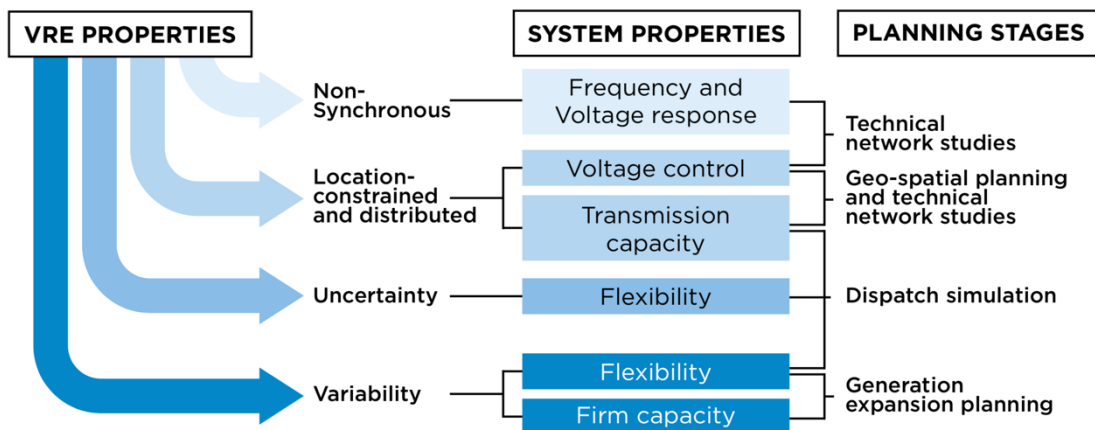 VRE PROPERTIES
SYSTEM PROPERTIES
PLANNING STAGES
Non-
Synchronous
Frequency and
Voltage response
Technical
network studies
Location-
constrained
and distributed
Voltage control
Transmission
capacity
Geo-spatial planning
and technical
network studies
Uncertainty
Flexibility
Dispatch simulation
Variability
Flexibility
Firm capacity
Generation
expansion planning